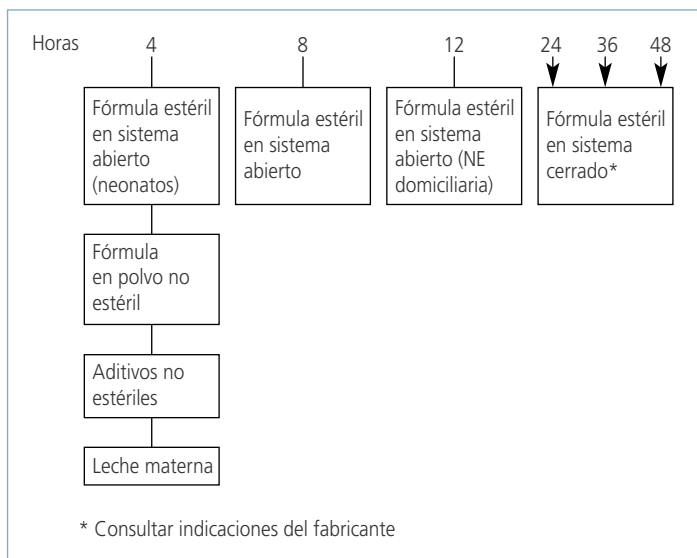 Horas 4 8 12 24 36 48
Fórmula estéril
en sistema
abierto
(neonatos)
Fórmula estéril
en sistema
abierto
Fórmula estéril
en sistema
abierto (NE
domiciliaria)
Fórmula estéril
en sistema
cerrado*
Fórmula
en polvo no
estéril
Aditivos no
estériles
Leche materna
* Consultar indicaciones del fabricante